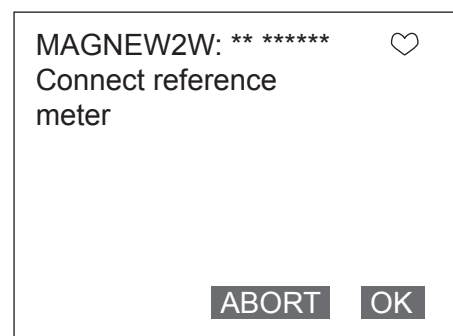 MAGNEW2W: ** ******
Connect reference
meter
ABORT OK